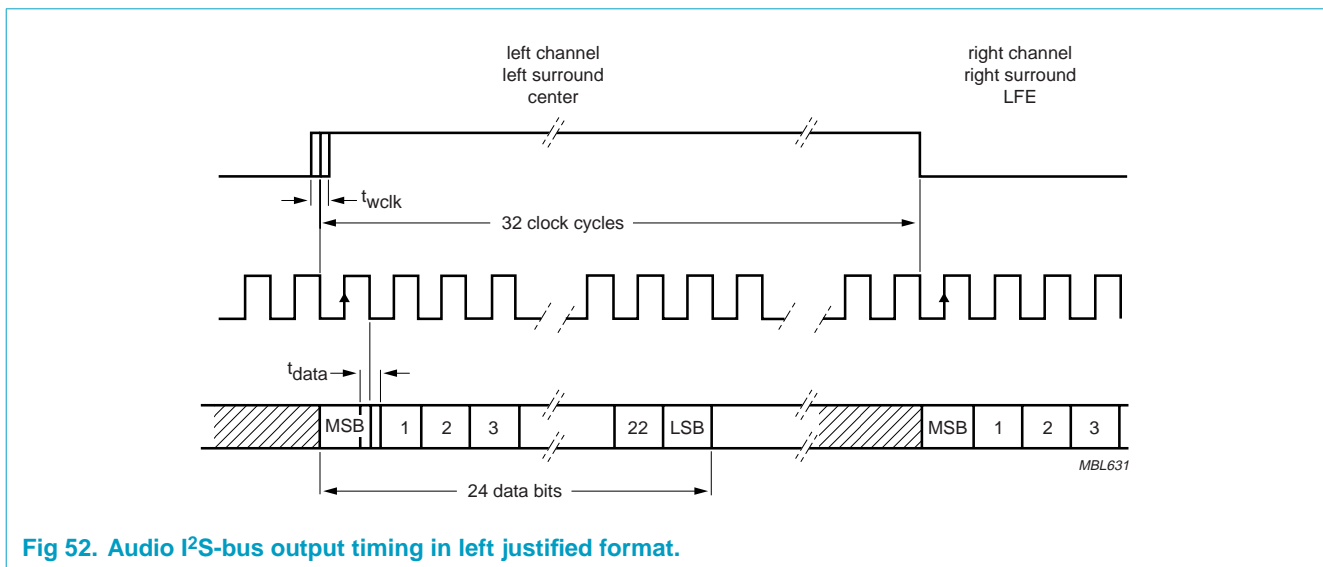 left channel
left surround
center
right channel
right surround
LFE
twclk
32 clock cycles
tdata
MSB 1 2 3 22 LSB MSB 1 2 3
MBL631
24 data bits
Fig 52. Audio I2S-bus output timing in left justified format.